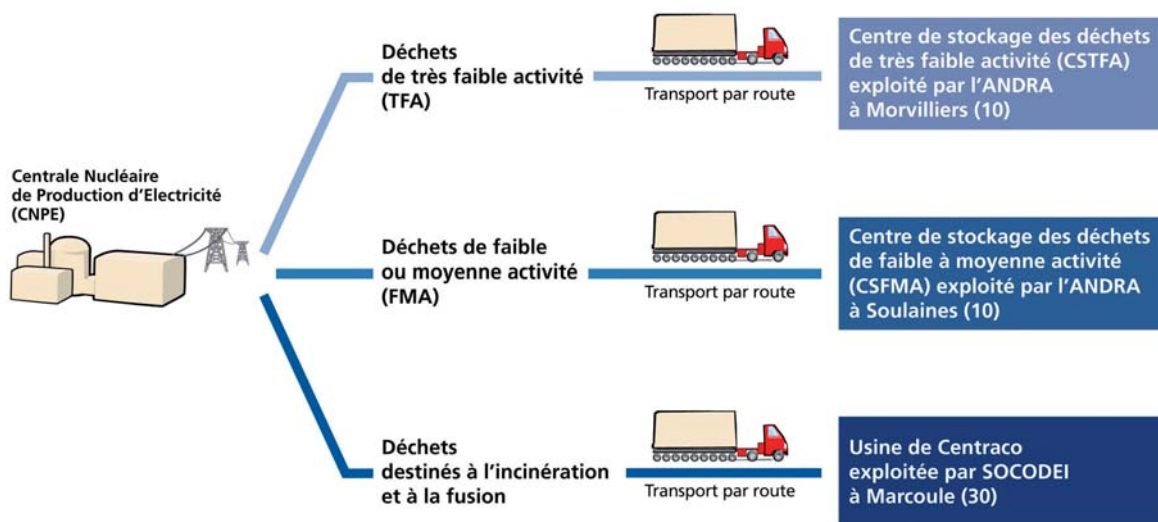 Centrale Nucléaire
de Production d'Electricité
(CNPE)
Déchets
de très faible activité
(TFA)
Transport par route
Centre de stockage des déchets
de très faible activité (CSTFA)
exploité par l'ANDRA
à Morvilliers (10)
Déchets de faible
ou moyenne activité
(FMA)
Transport par route
Centre de stockage des déchets
de faible à moyenne activité
(CSFMA) exploité par l'ANDRA
à Soulaines (10)
Déchets
destinés à l'incinération
et à la fusion
Transport par route
Usine de Centraco
exploitée par SOCODEI
à Marcoule (30)